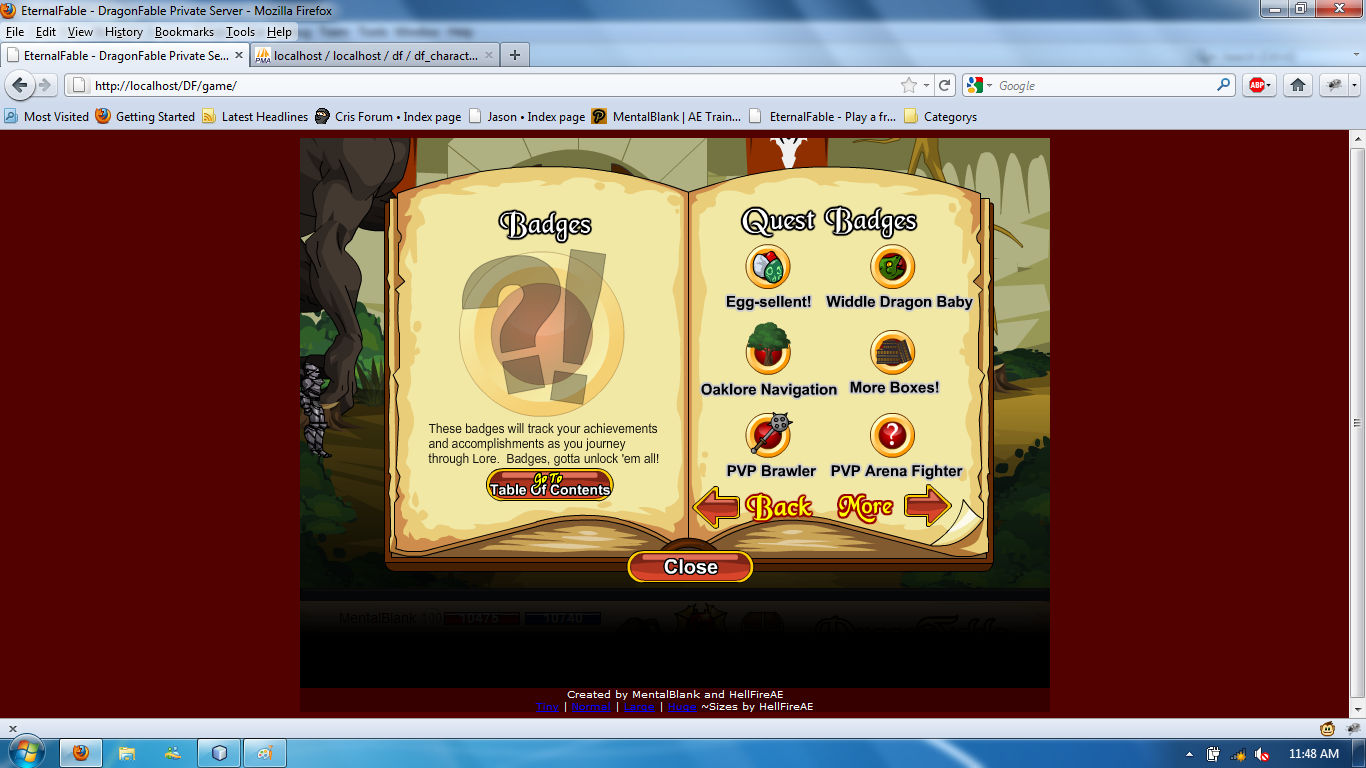 EternalFable - DragonFable Private Server - Mozilla Firefox
File Edit View History Bookmarks Tools Help
EternalFable - DragonFable Private Se... localhost / localhost / df / df_charact...
http://localhost/DF/game/ Google ABP
Most Visited Getting Started Latest Headlines Cris Forum • Index page Jason • Index page MentalBlank | AE Train... EternalFable - Play a fr... Categorys
Badges
These badges will track your achievements
and accomplishments as you journey
through Lore. Badges, gotta unlock 'em all!
Go To
Table Of Contents
Quest Badges
Egg-sellent! Widdle Dragon Baby
Oaklore Navigation More Boxes!
PVP Brawler PVP Arena Fighter
Back More
Close
MentalBlank 100 10475 10740
Created by MentalBlank and HellFireAE
Tiny | Normal | Large | Huge ~Sizes by HellFireAE
11:48 AM